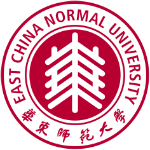 EAST CHINA NORMAL UNIVERSITY
華東師範大學